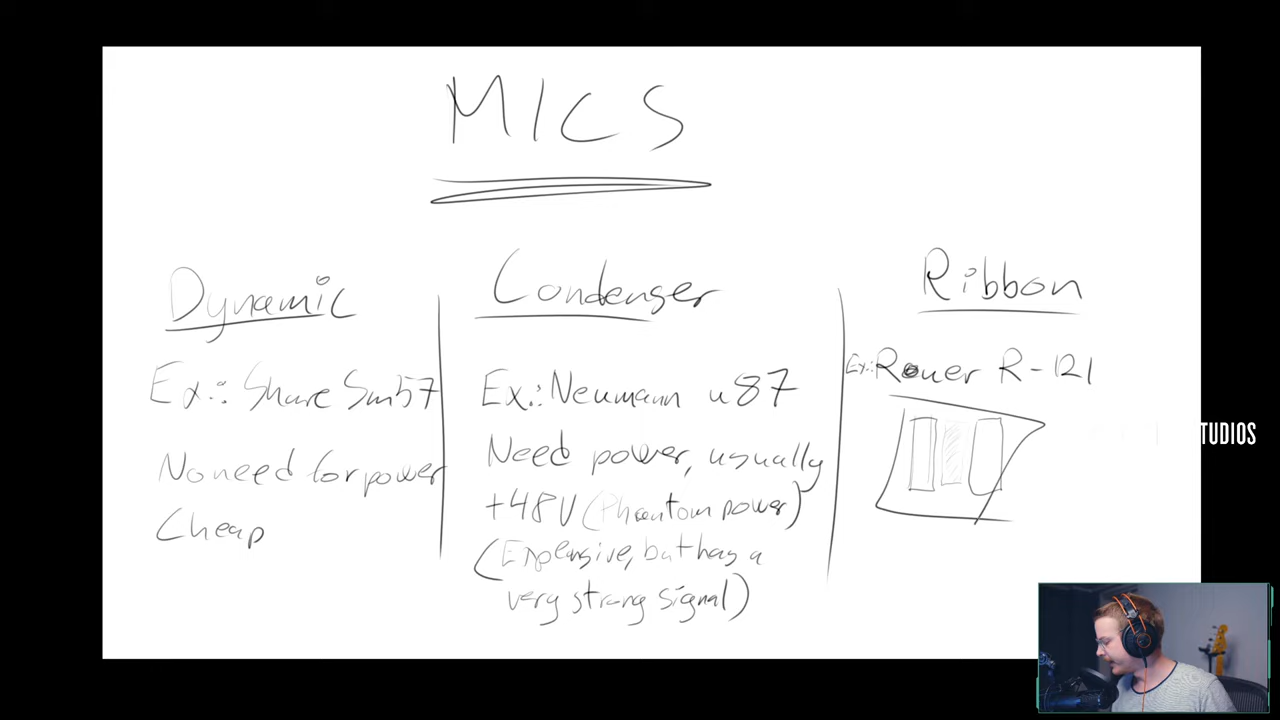 MICS
Dynamic
Ex.: Shure Sm57
No need for power
Cheap
Condenser
Ex.: Neumann u87
Need power, usually
+48V (Phantom power)
(Expensive, but has a
very strong signal)
Ribbon
Ex.: Royer R-121
TUDIOS